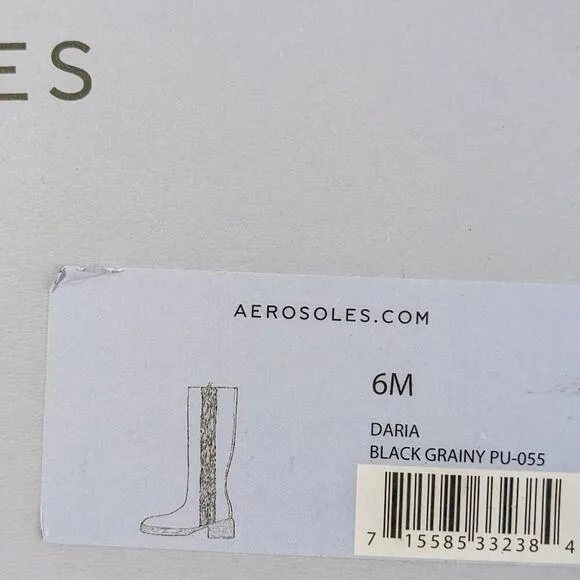 ES
AEROSOLES.COM
6M
DARIA
BLACK GRAINY PU-055
7 15585 33238 4